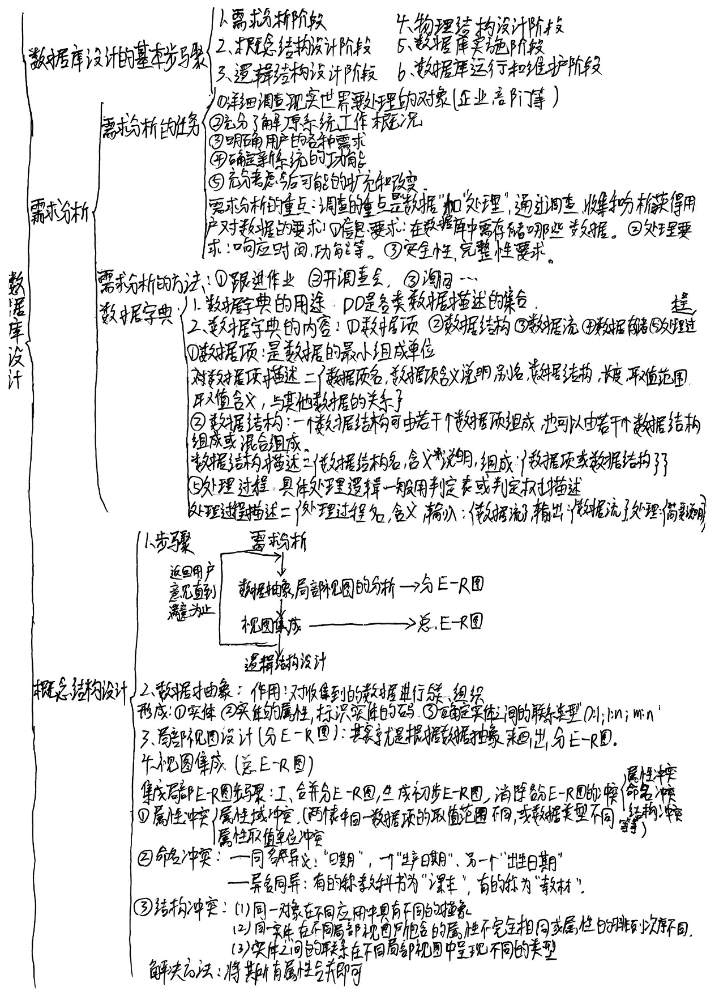 数据库设计
数据库设计的基本步骤
1、需求分析阶段
2、概念结构设计阶段
3、逻辑结构设计阶段
4、物理结构设计阶段
5、数据库实施阶段
6、数据库运行和维护阶段
需求分析
需求分析的任务
①详细调查现实世界要处理的对象(企业、部门等)
②充分了解原系统工作概况
③明确用户的各种需求
④确定新系统的功能
⑤充分考虑今后可能的扩充和改变.
需求分析的重点:调查的重点是"数据"和"处理",通过调查、收集和分析获得用
户对数据的要求:①信息要求:在数据库中需存储哪些数据。②处理要
求:响应时间、功能等。③安全性、完整性要求。
需求分析的方法:①跟进作业 ②开调查会, ③询问…
数据字典
1、数据字典的用途 DD是各类数据描述的集合.
2、数据字典的内容:①数据项 ②数据结构 ③数据流 ④数据存储 ⑤处理过程
①数据项:是数据的最小组成单位
对数据项描述={数据项名,数据项含义说明,别名,数据结构,长度,取值范围,
取值含义,与其他数据的关系}
②数据结构:一个数据结构可由若干个数据项组成,也可以由若干个数据结构
组成或混合组成。
数据结构描述={数据结构名,含义说明,组成:{数据项或数据结构}}
⑤处理过程:具体处理逻辑一般用判定表或判定树描述
处理过程描述={处理过程名,含义,输入:{数据流},输出:{数据流},处理:{简要说明}}
概念结构设计
1、步骤
需求分析
返回用户
意见直到
满意为止
数据抽象,局部视图的分析→分E-R图
视图集成→总E-R图
逻辑结构设计
2、数据抽象:作用:对收集到的数据进行分类、组织
形成:①实体 ②实体的属性,标识实体的码 ③确定实体之间的联系类型(1:1;1:n;m:n
3、局部视图设计(分E-R图):其实就是根据数据抽象来画出分E-R图.
4、视图集成(总E-R图)
集成局部E-R图步骤:I、合并分E-R图,生成初步E-R图,消除各分E-R图的冲突
属性冲突
命名冲突
结构冲突
①属性冲突
属性域冲突,(两表中同一数据项的取值范围不同,或数据类型不同等等)
属性取值单位冲突
②命名冲突:—同名异义:"日期",一个"生产日期",另一个"出生日期"
—异名同异:有的称教科书为"课本",有的称为"教材".
③结构冲突:(1)同一对象在不同应用中具有不同的抽象
(2)同一实体在不同局部视图所包含的属性不完全相同或属性的排列次序不同.
(3)实体之间的联系在不同局部视图中呈现不同的类型
解决方法:将其所有属性合并即可